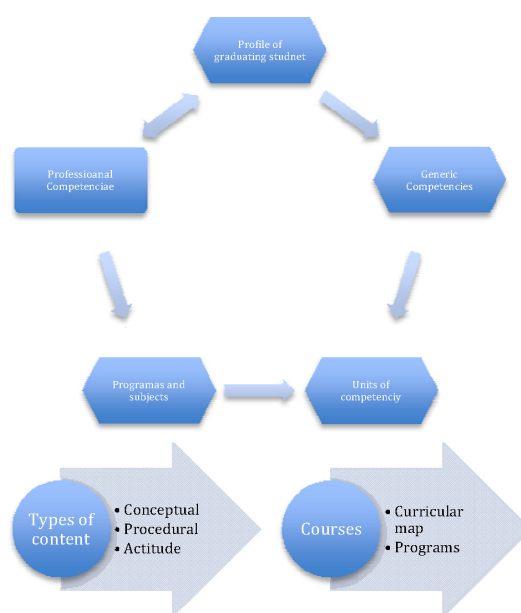 Profile of
graduating studnet
Professioanal
Competenciae
Generic
Competencies
Programas and
subjects
Units of
competenciy
Types of
content
• Conceptual
• Procedural
• Actitude
Courses
• Curricular
map
• Programs